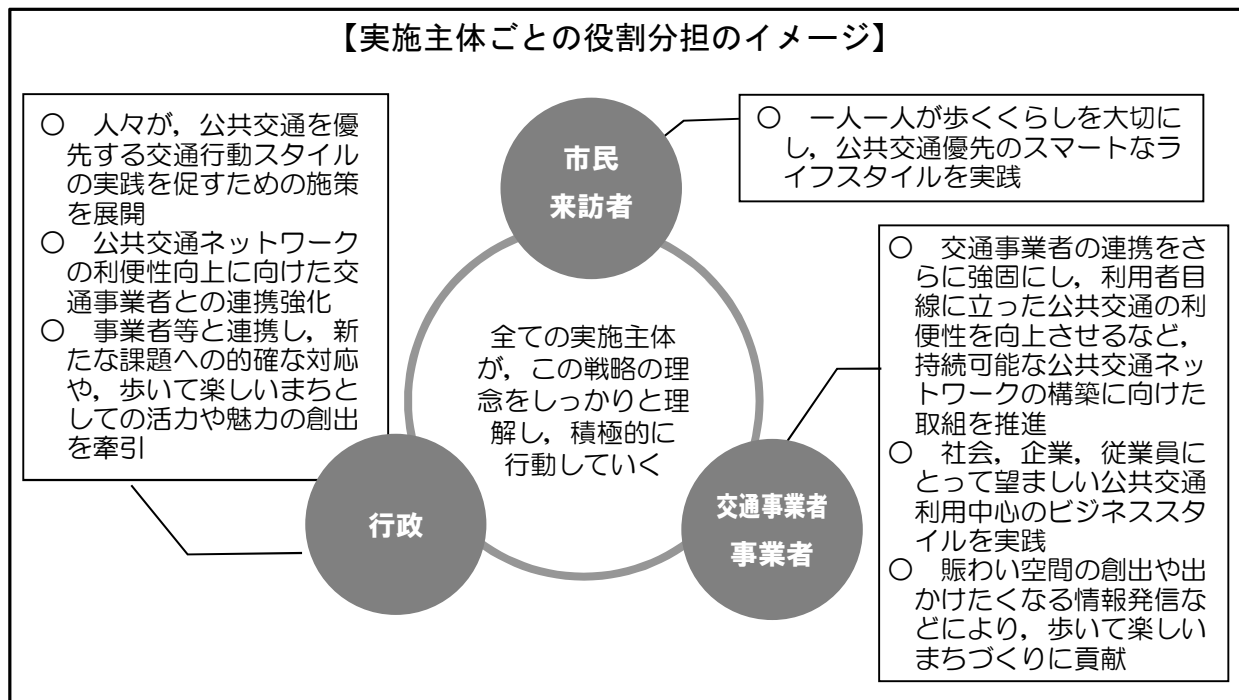 【実施主体ごとの役割分担のイメージ】
○　人々が，公共交通を優
先する交通行動スタイル
の実践を促すための施策
を展開
○　公共交通ネットワーク
の利便性向上に向けた交
通事業者との連携強化
○　事業者等と連携し，新
たな課題への的確な対応
や，歩いて楽しいまちと
しての活力や魅力の創出
を牽引
市民
来訪者
○　一人一人が歩くくらしを大切に
し，公共交通優先のスマートなラ
イフスタイルを実践
全ての実施主体
が，この戦略の理
念をしっかりと理
解し，積極的に
行動していく
行政
交通事業者
事業者
○　交通事業者の連携をさ
らに強固にし，利用者目
線に立った公共交通の利
便性を向上させるなど，
持続可能な公共交通ネッ
トワークの構築に向けた
取組を推進
○　社会，企業，従業員に
とって望ましい公共交通
利用中心のビジネススタ
イルを実践
○　賑わい空間の創出や出
かけたくなる情報発信な
どにより，歩いて楽しい
まちづくりに貢献